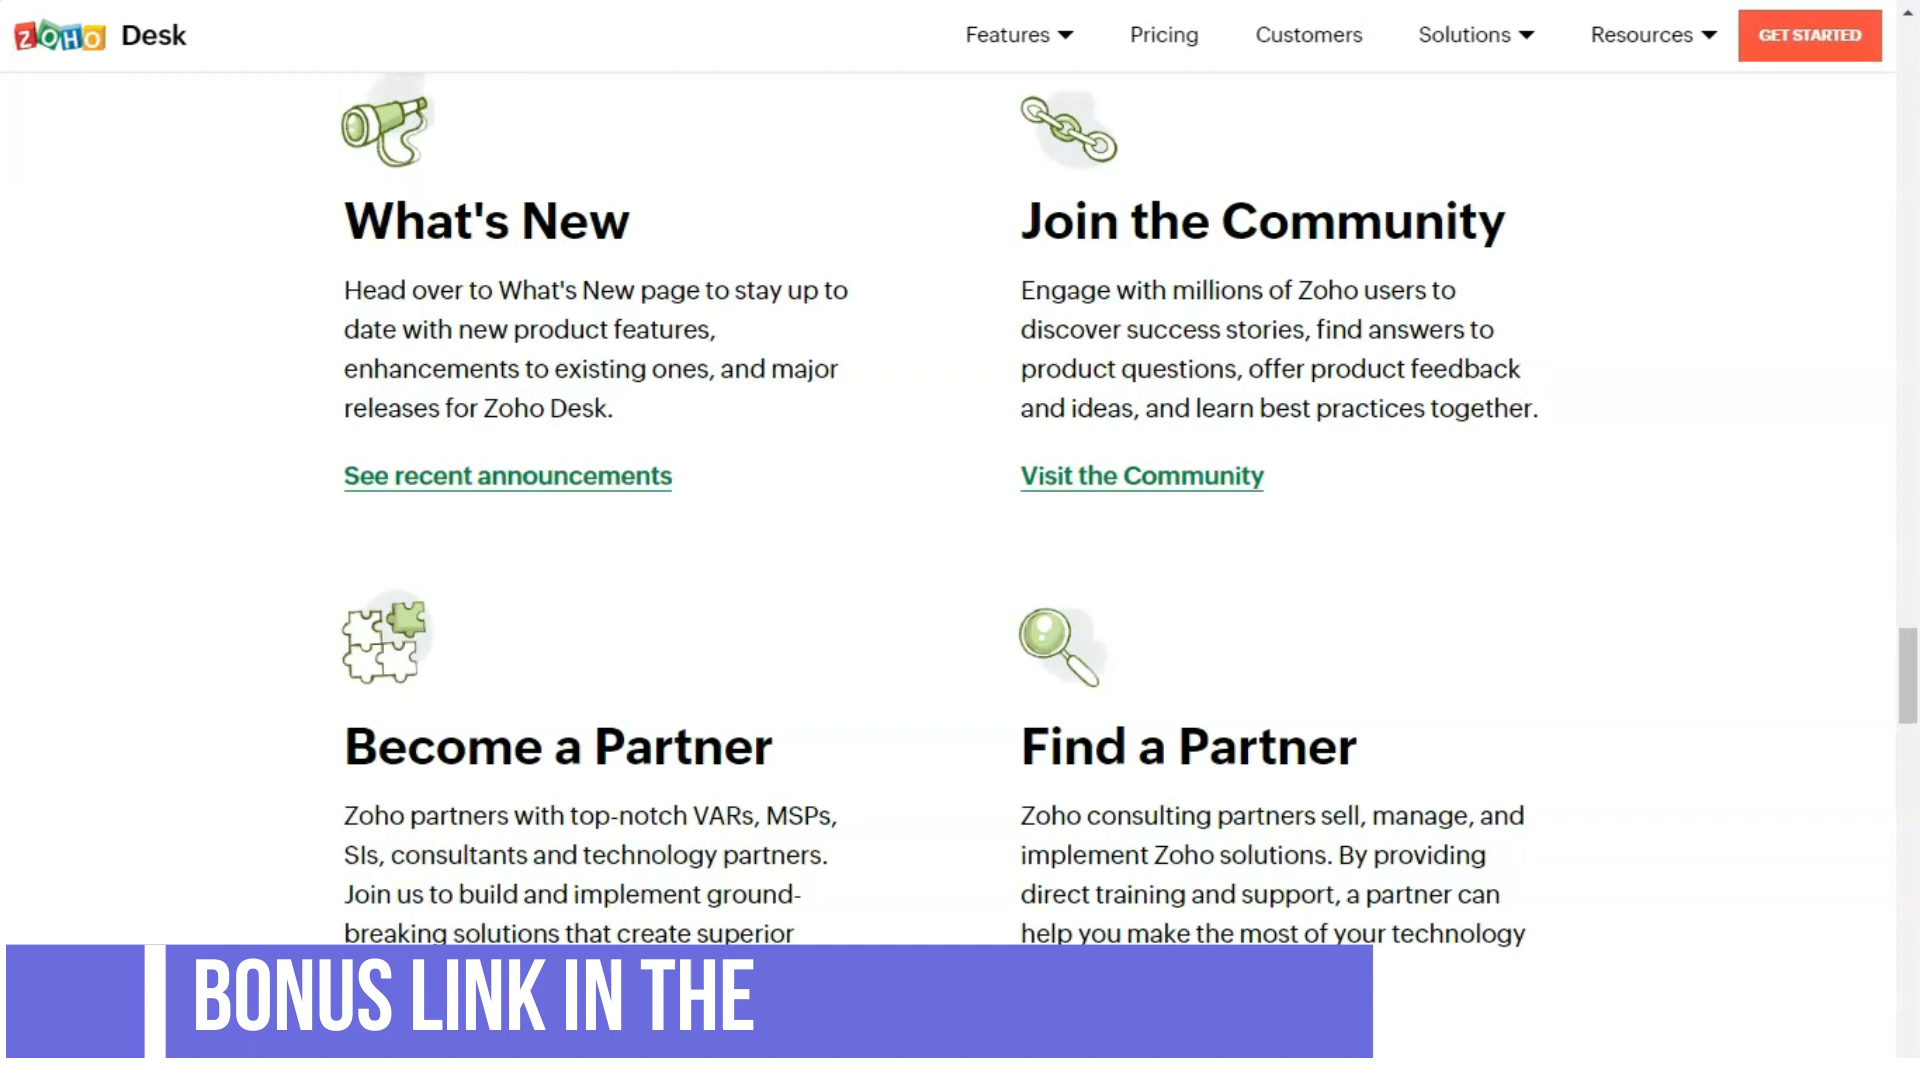 ZOHO Desk
Features
Pricing
Customers
Solutions
Resources
GET STARTED
What's New
Head over to What's New page to stay up to
date with new product features,
enhancements to existing ones, and major
releases for Zoho Desk.
See recent announcements
Join the Community
Engage with millions of Zoho users to
discover success stories, find answers to
product questions, offer product feedback
and ideas, and learn best practices together.
Visit the Community
Become a Partner
Zoho partners with top-notch VARs, MSPs,
SIs, consultants and technology partners.
Join us to build and implement ground-
breaking solutions that create superior
Find a Partner
Zoho consulting partners sell, manage, and
implement Zoho solutions. By providing
direct training and support, a partner can
help you make the most of your technology
BONUS LINK IN THE